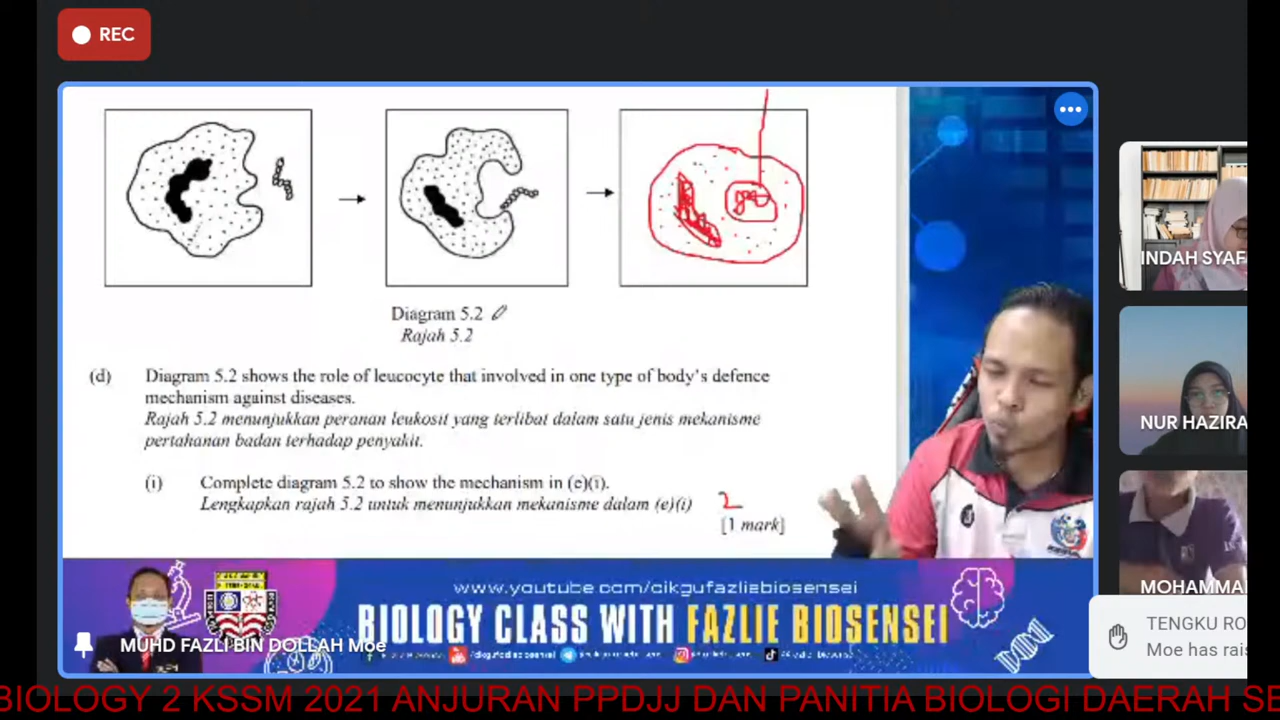 REC
Diagram 5.2
Rajah 5.2
(d) Diagram 5.2 shows the role of leucocyte that involved in one type of body's defence
mechanism against diseases.
Rajah 5.2 menunjukkan peranan leukosit yang terlibat dalam satu jenis mekanisme
pertahanan badan terhadap penyakit.
(i) Complete diagram 5.2 to show the mechanism in (e)(i).
Lengkapkan rajah 5.2 untuk menunjukkan mekanisme dalam (e)(i)
2
[1 mark]
INDAH SYAF
NUR HAZIRA
MOHAMMA
TENGKU RO
Moe has rais
www.youtube.com/cikgufazliebiosensei
BIOLOGY CLASS WITH FAZLIE BIOSENSEI
MUHD FAZLI BIN DOLLAH Moe
BIOLOGY 2 KSSM 2021 ANJURAN PPDJJ DAN PANITIA BIOLOGI DAERAH SE